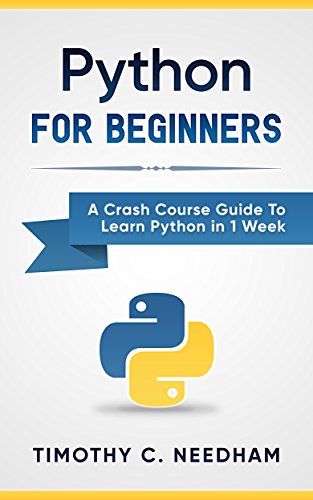 Python
FOR BEGINNERS
A Crash Course Guide To
Learn Python in 1 Week
TIMOTHY C. NEEDHAM